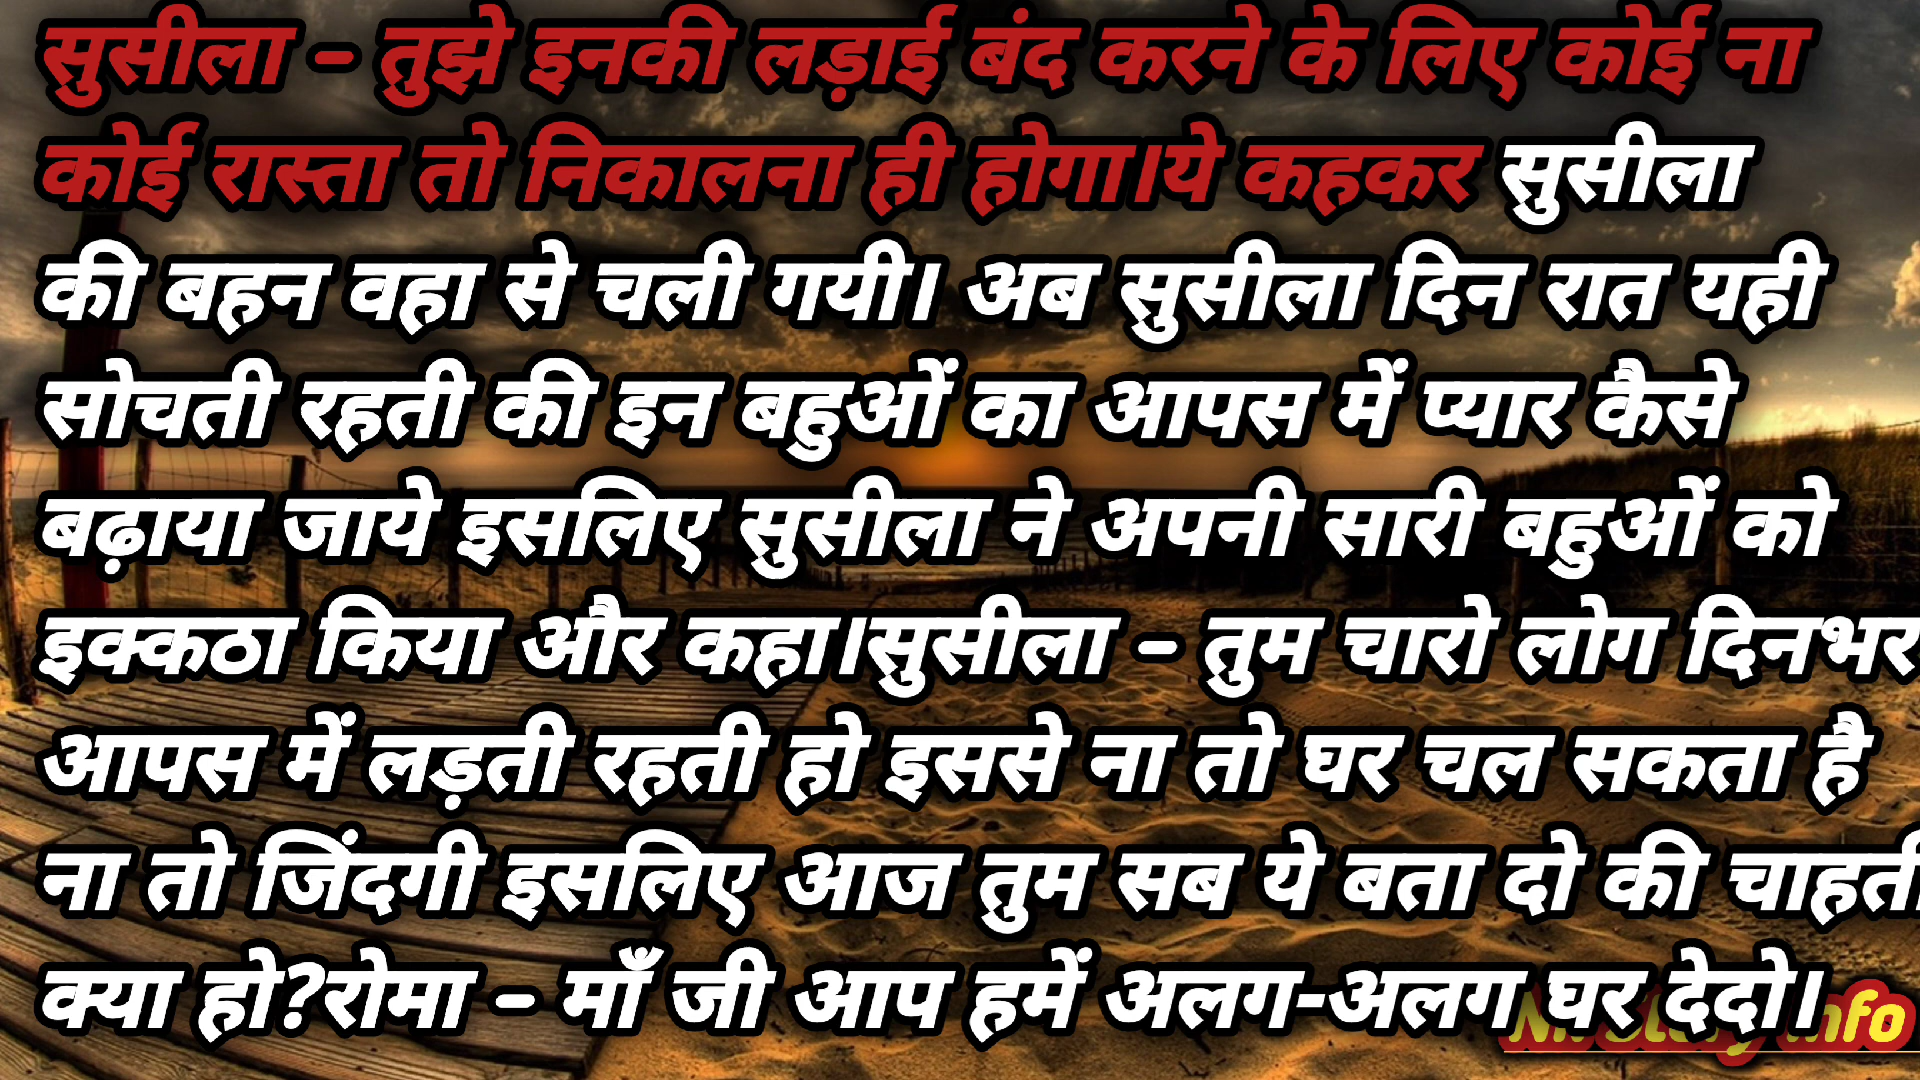 सुसीला – तुझे इनकी लड़ाई बंद करने के लिए कोई ना
कोई रास्ता तो निकालना ही होगा।ये कहकर सुसीला
की बहन वहा से चली गयी। अब सुसीला दिन रात यही
सोचती रहती की इन बहुओं का आपस में प्यार कैसे
बढ़ाया जाये इसलिए सुसीला ने अपनी सारी बहुओं को
इक्कठा किया और कहा।सुसीला – तुम चारो लोग दिनभर
आपस में लड़ती रहती हो इससे ना तो घर चल सकता है
ना तो जिंदगी इसलिए आज तुम सब ये बता दो की चाहती
क्या हो?रोमा – माँ जी आप हमें अलग-अलग घर देदो।